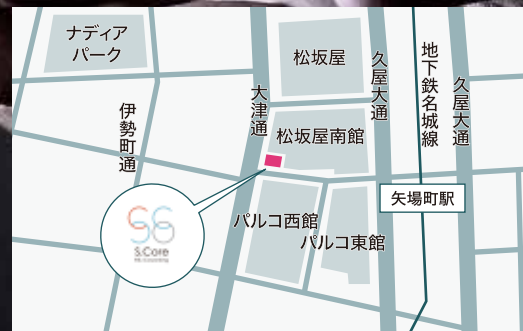 ナディア
パーク
松坂屋
久屋大通
地下鉄名城線
久屋大通
大津通
伊勢町通
松坂屋南館
矢場町駅
パルコ西館
パルコ東館
S.Core